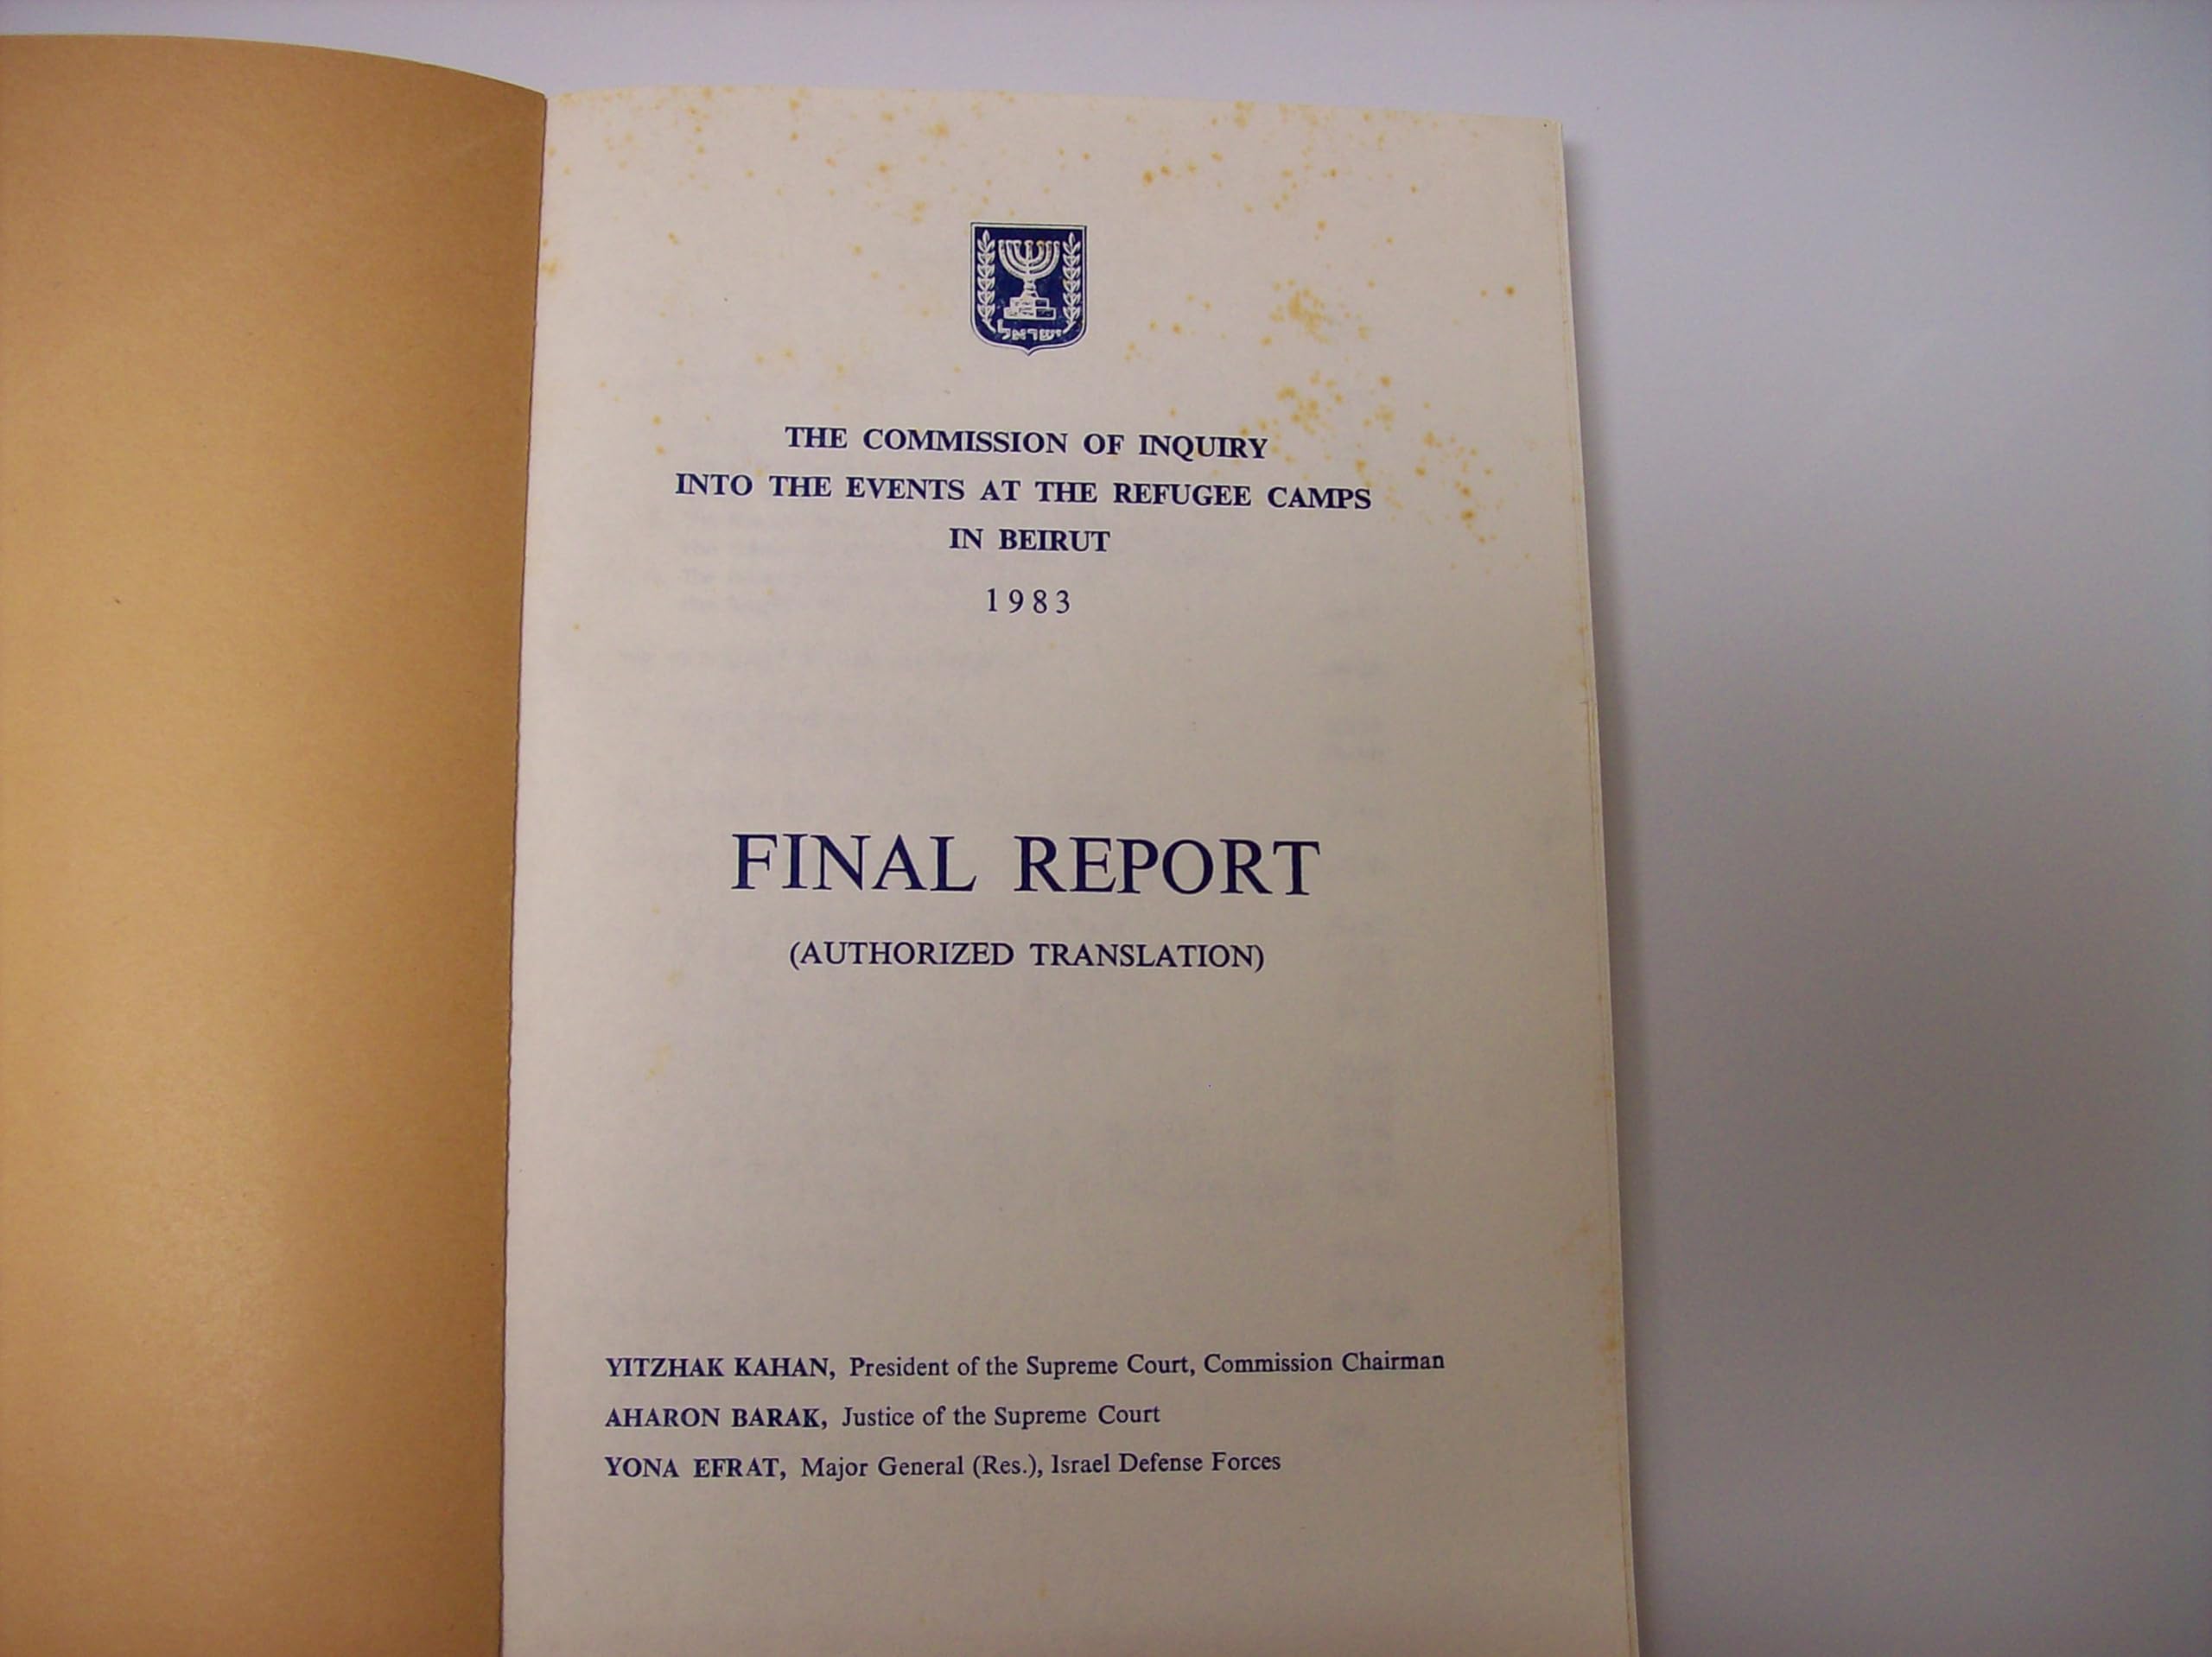 ישראל
THE COMMISSION OF INQUIRY
INTO THE EVENTS AT THE REFUGEE CAMPS
IN BEIRUT
1983
FINAL REPORT
(AUTHORIZED TRANSLATION)
YITZHAK KAHAN, President of the Supreme Court, Commission Chairman
AHARON BARAK, Justice of the Supreme Court
YONA EFRAT, Major General (Res.), Israel Defense Forces